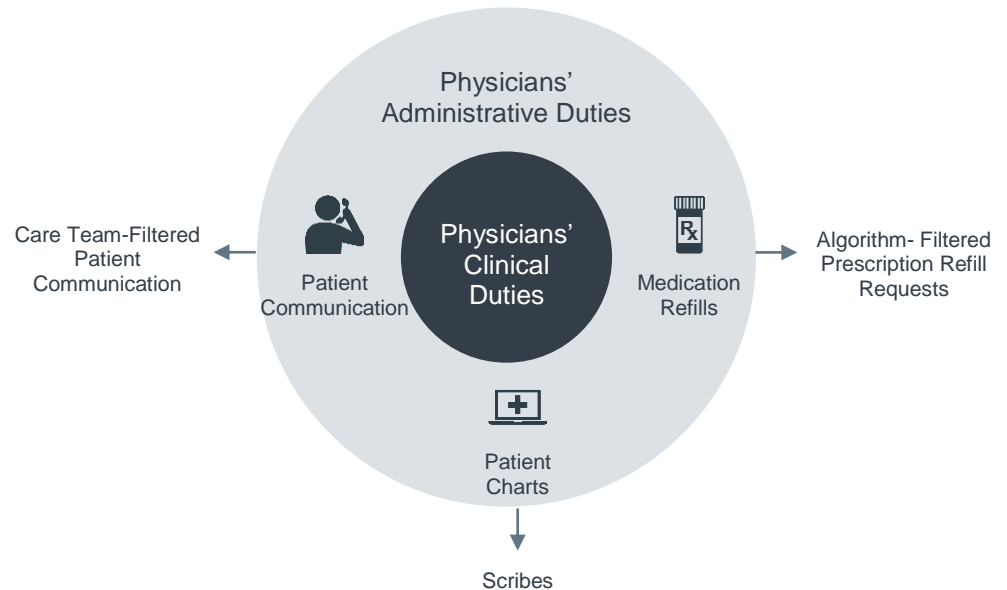 Physicians’
Administrative Duties
Care Team-Filtered
Patient
Communication
Patient
Communication
Physicians’
Clinical
Duties
Rx
Medication
Refills
Algorithm- Filtered
Prescription Refill
Requests
Patient
Charts
Scribes